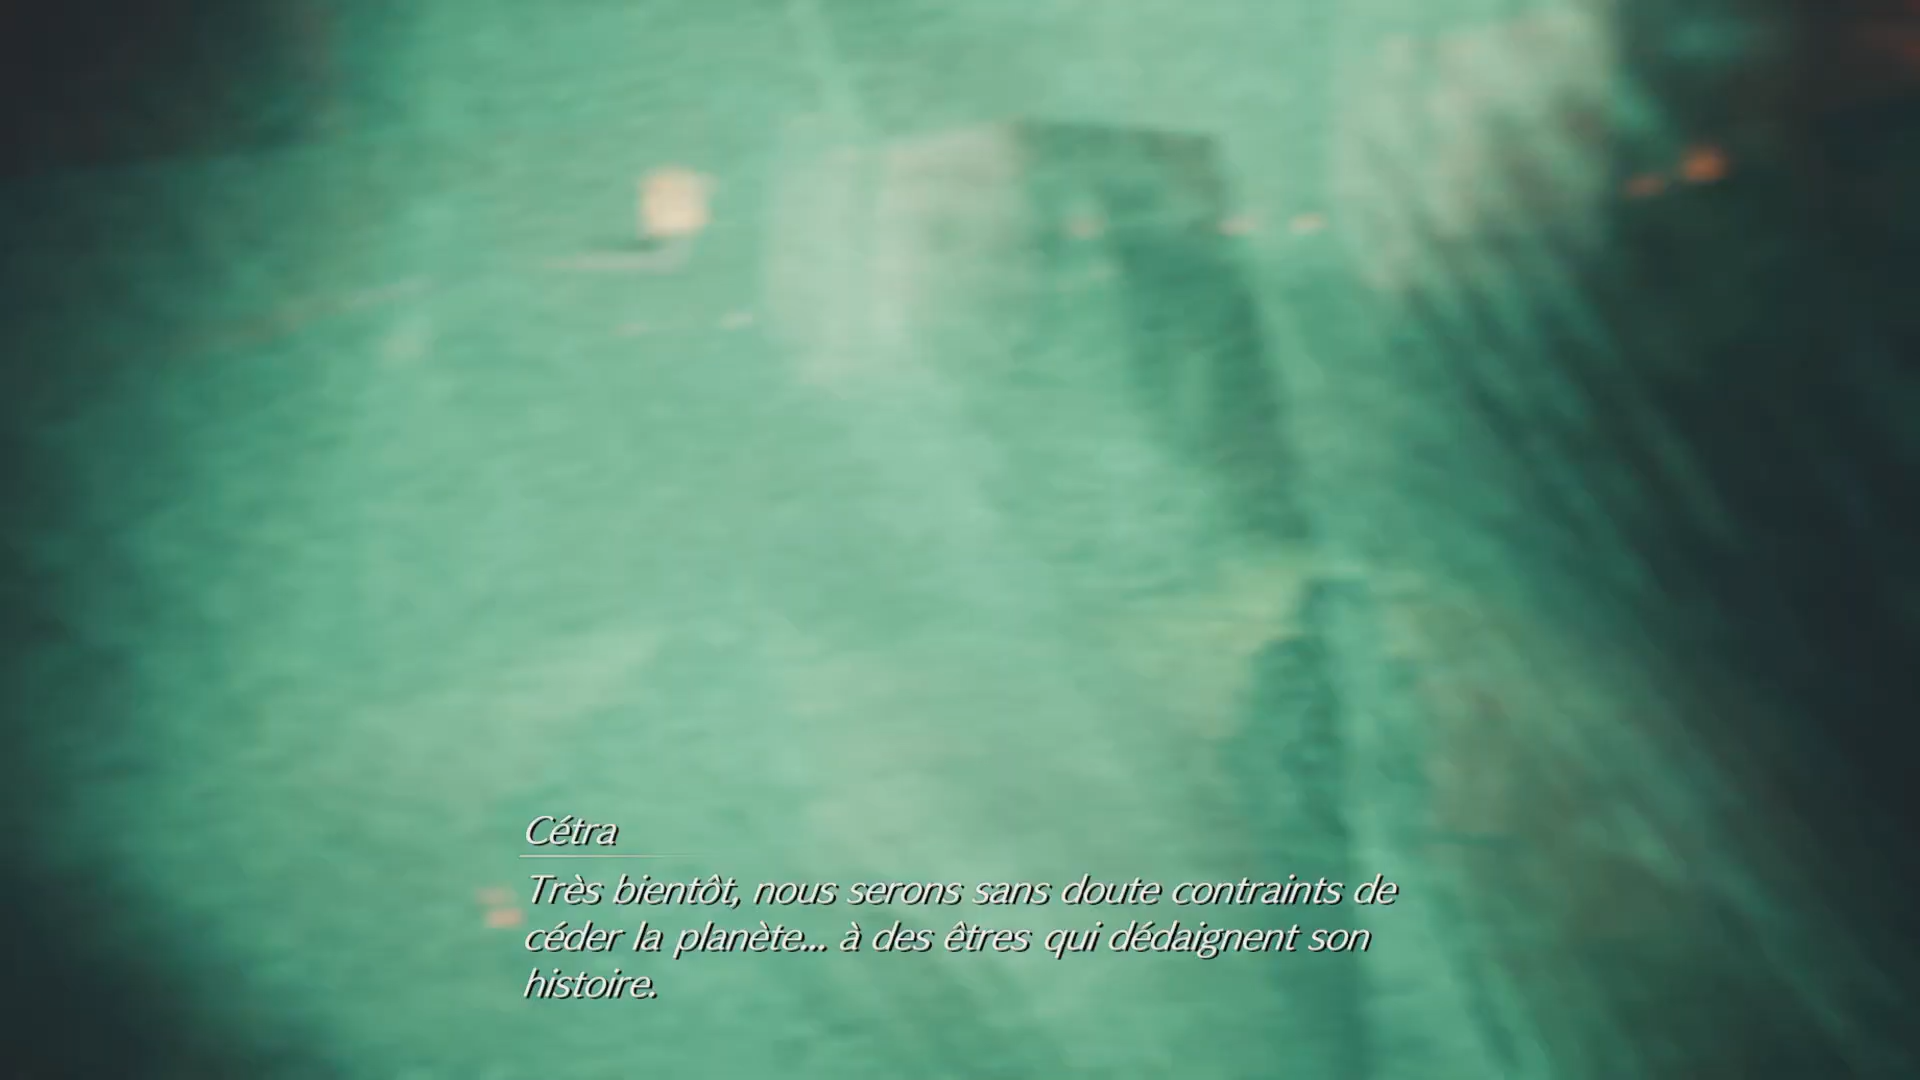 Cétra
Très bientôt, nous serons sans doute contraints de
céder la planète... à des êtres qui dédaignent son
histoire.